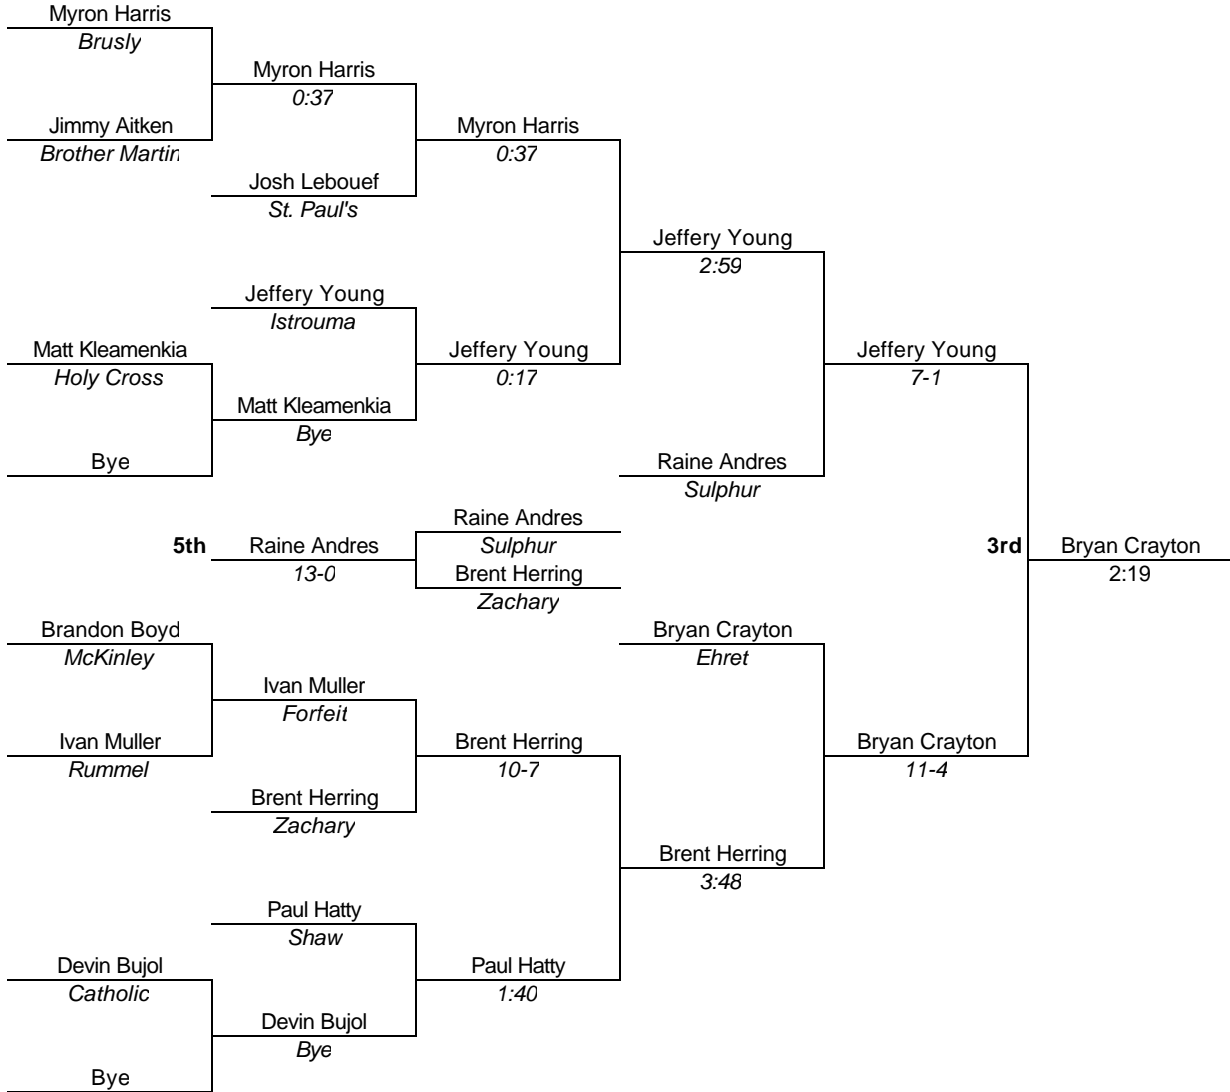 Myron Harris
Brusly
Myron Harris
0:37
Jimmy Aitken
Brother Martin
Myron Harris
0:37
Josh Lebouef
St. Paul's
Jeffery Young
2:59
Jeffery Young
Istrouma
Matt Kleamenkia
Holy Cross
Jeffery Young
0:17
Jeffery Young
7-1
Matt Kleamenkia
Bye
Bye
Raine Andres
Sulphur
Raine Andres
Sulphur
5th
Raine Andres
13-0
3rd
Bryan Crayton
2:19
Brent Herring
Zachary
Brandon Boyd
McKinley
Bryan Crayton
Ehret
Ivan Muller
Forfeit
Ivan Muller
Rummel
Brent Herring
10-7
Bryan Crayton
11-4
Brent Herring
Zachary
Brent Herring
3:48
Paul Hatty
Shaw
Devin Bujol
Catholic
Paul Hatty
1:40
Devin Bujol
Bye
Bye